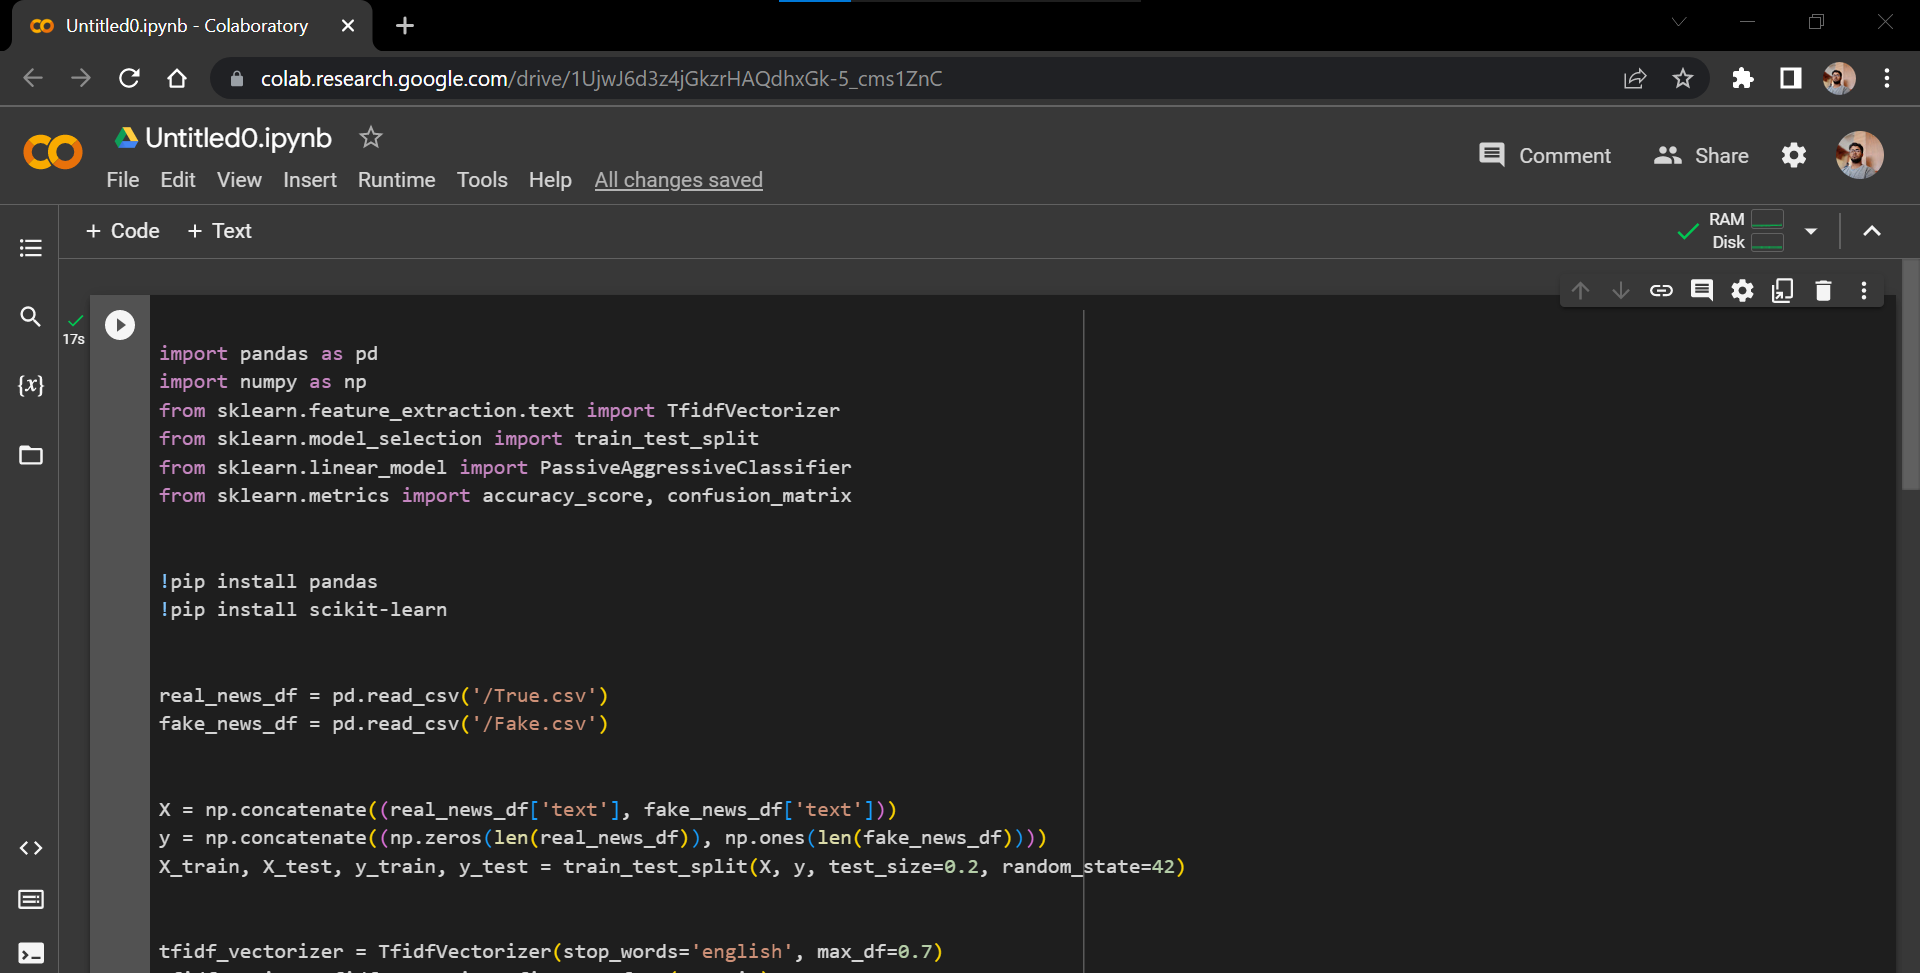 Untitled0.ipynb - Colaboratory
colab.research.google.com/drive/1UjwJ6d3z4jGkzrHAQdhxGk-5_cms1ZnC
Untitled0.ipynb
Comment
Share
File Edit View Insert Runtime Tools Help All changes saved
+ Code + Text
RAM
Disk
17s
{x}
import pandas as pd
import numpy as np
from sklearn.feature_extraction.text import TfidfVectorizer
from sklearn.model_selection import train_test_split
from sklearn.linear_model import PassiveAggressiveClassifier
from sklearn.metrics import accuracy_score, confusion_matrix
!pip install pandas
!pip install scikit-learn
real_news_df = pd.read_csv('/True.csv')
fake_news_df = pd.read_csv('/Fake.csv')
X = np.concatenate((real_news_df['text'], fake_news_df['text']))
y = np.concatenate((np.zeros(len(real_news_df)), np.ones(len(fake_news_df))))
X_train, X_test, y_train, y_test = train_test_split(X, y, test_size=0.2, random_state=42)
tfidf_vectorizer = TfidfVectorizer(stop_words='english', max_df=0.7)